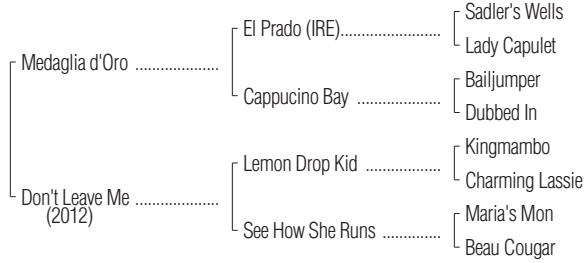 Sadler's Wells
El Prado (IRE)....................
Lady Capulet
Medaglia d'Oro .................
Bailjumper
Cappucino Bay .................
Dubbed In
Kingmambo
Lemon Drop Kid ...............
Charming Lassie
Don't Leave Me .................
(2012)
Maria's Mon
See How She Runs ............
Beau Cougar